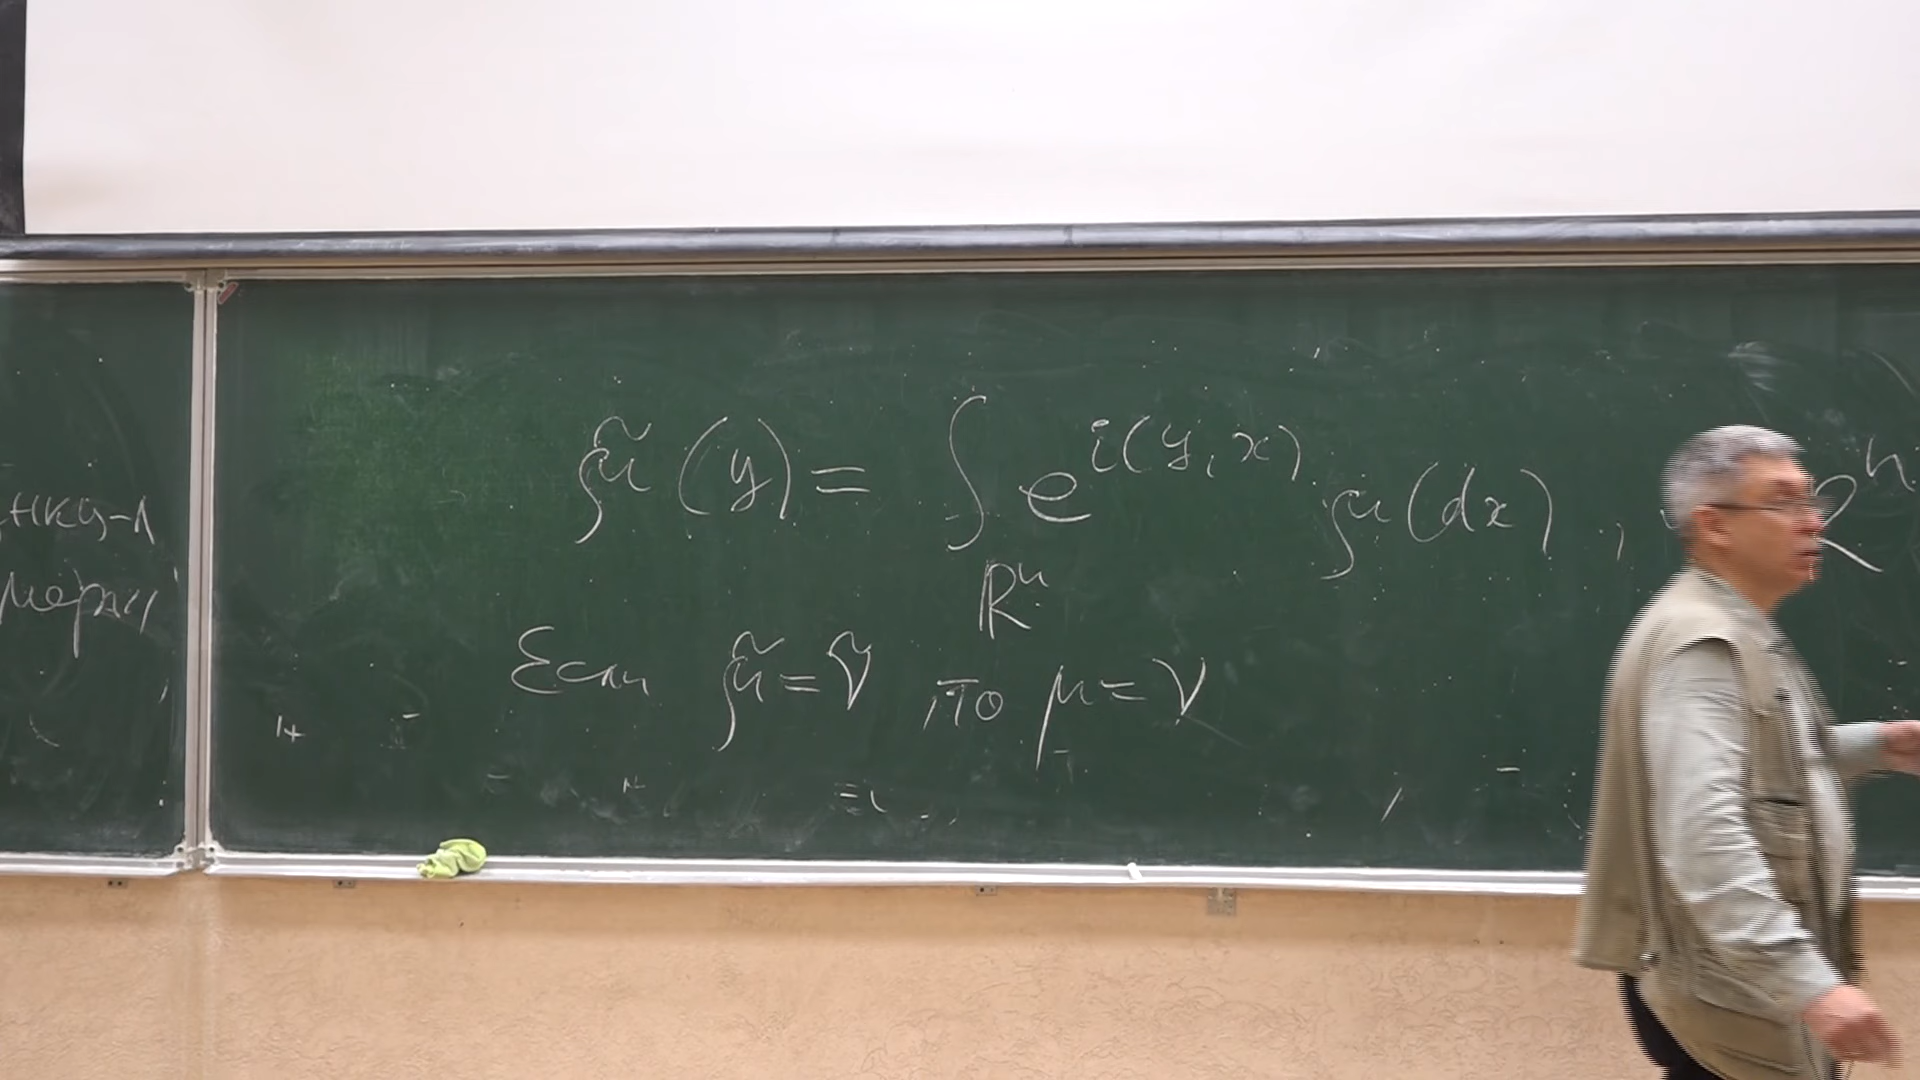 μ̃(y) = ∫ e^{i(y,x)} μ(dx), R^n
R^n
Если μ̃ = ν̃, то μ = ν
нкц-л
меры